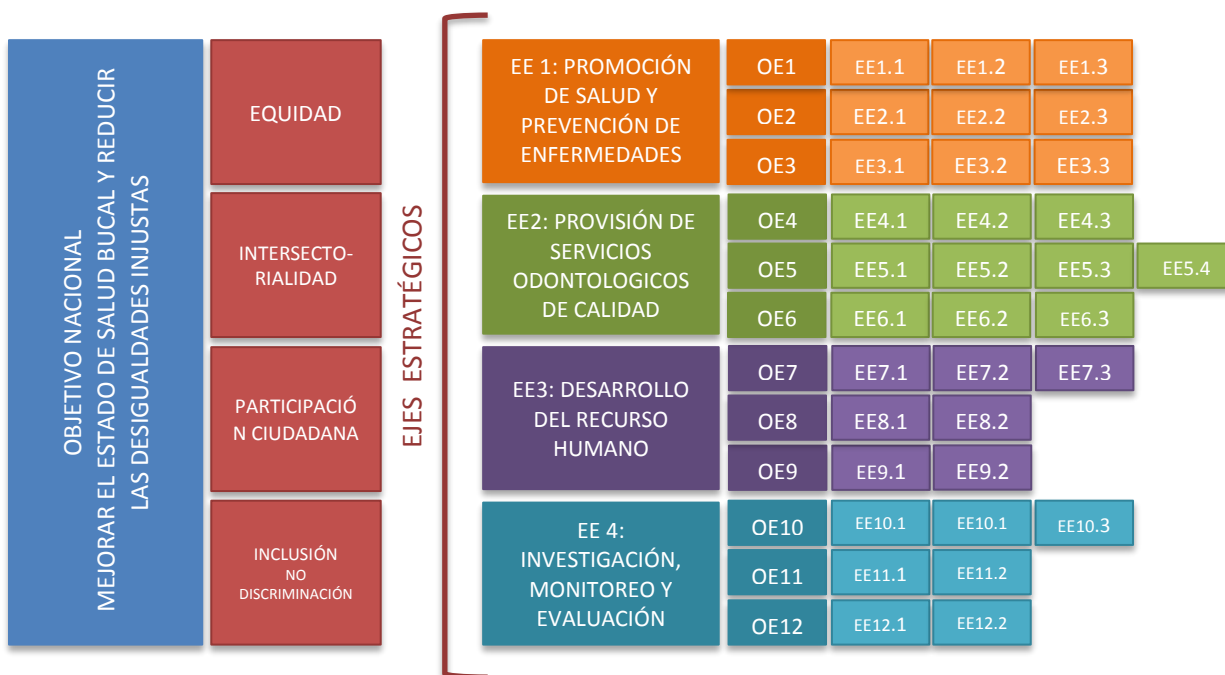 OBJETIVO NACIONAL
MEJORAR EL ESTADO DE SALUD BUCAL Y REDUCIR
LAS DESIGUALDADES INJUSTAS
EQUIDAD
INTERSECTO-
RIALIDAD
PARTICIPACIÓ
N CIUDADANA
INCLUSIÓN
NO
DISCRIMINACIÓN
EJES ESTRATÉGICOS
EE 1: PROMOCIÓN
DE SALUD Y
PREVENCIÓN DE
ENFERMEDADES
OE1 EE1.1 EE1.2 EE1.3
OE2 EE2.1 EE2.2 EE2.3
OE3 EE3.1 EE3.2 EE3.3
EE2: PROVISIÓN DE
SERVICIOS
ODONTOLOGICOS
DE CALIDAD
OE4 EE4.1 EE4.2 EE4.3
OE5 EE5.1 EE5.2 EE5.3 EE5.4
OE6 EE6.1 EE6.2 EE6.3
EE3: DESARROLLO
DEL RECURSO
HUMANO
OE7 EE7.1 EE7.2 EE7.3
OE8 EE8.1 EE8.2
OE9 EE9.1 EE9.2
EE 4:
INVESTIGACIÓN,
MONITOREO Y
EVALUACIÓN
OE10 EE10.1 EE10.1 EE10.3
OE11 EE11.1 EE11.2
OE12 EE12.1 EE12.2